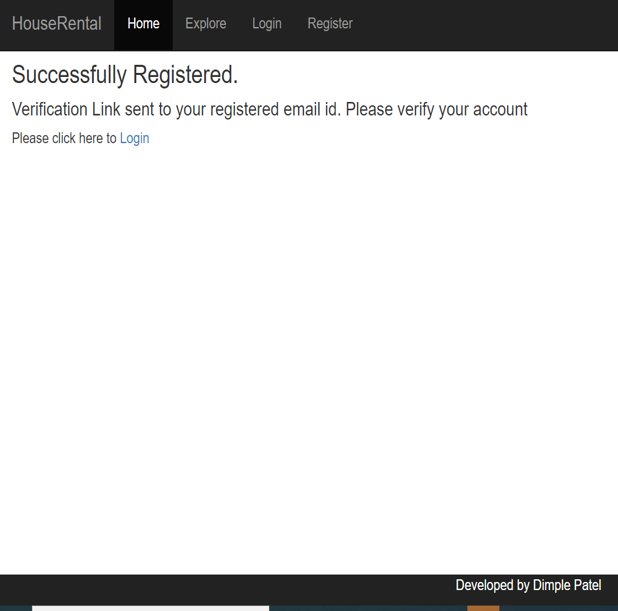 HouseRental Home Explore Login Register
Successfully Registered.
Verification Link sent to your registered email id. Please verify your account
Please click here to Login
Developed by Dimple Patel